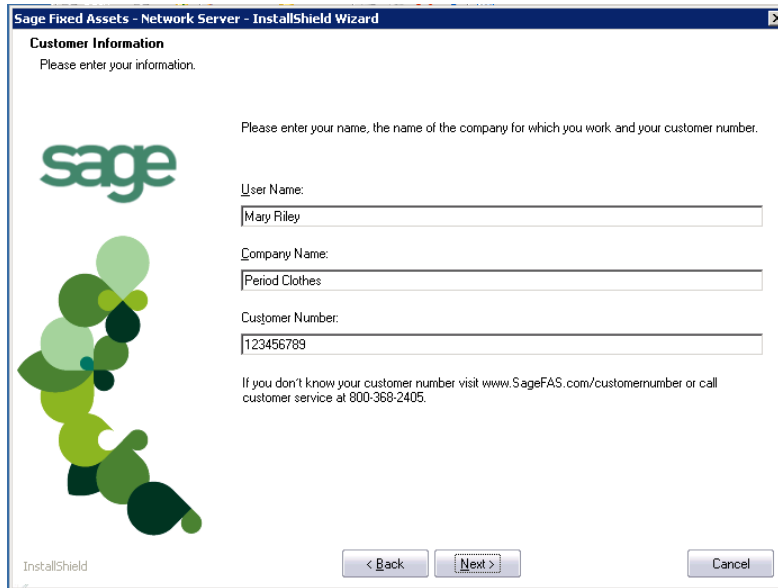 Sage Fixed Assets - Network Server - InstallShield Wizard
Customer Information
Please enter your information.
Please enter your name, the name of the company for which you work and your customer number.
sage
User Name:
Mary Riley
Company Name:
Period Clothes
Customer Number:
123456789
If you don't know your customer number visit www.SageFAS.com/customernumber or call
customer service at 800-368-2405.
InstallShield
< Back
Next >
Cancel